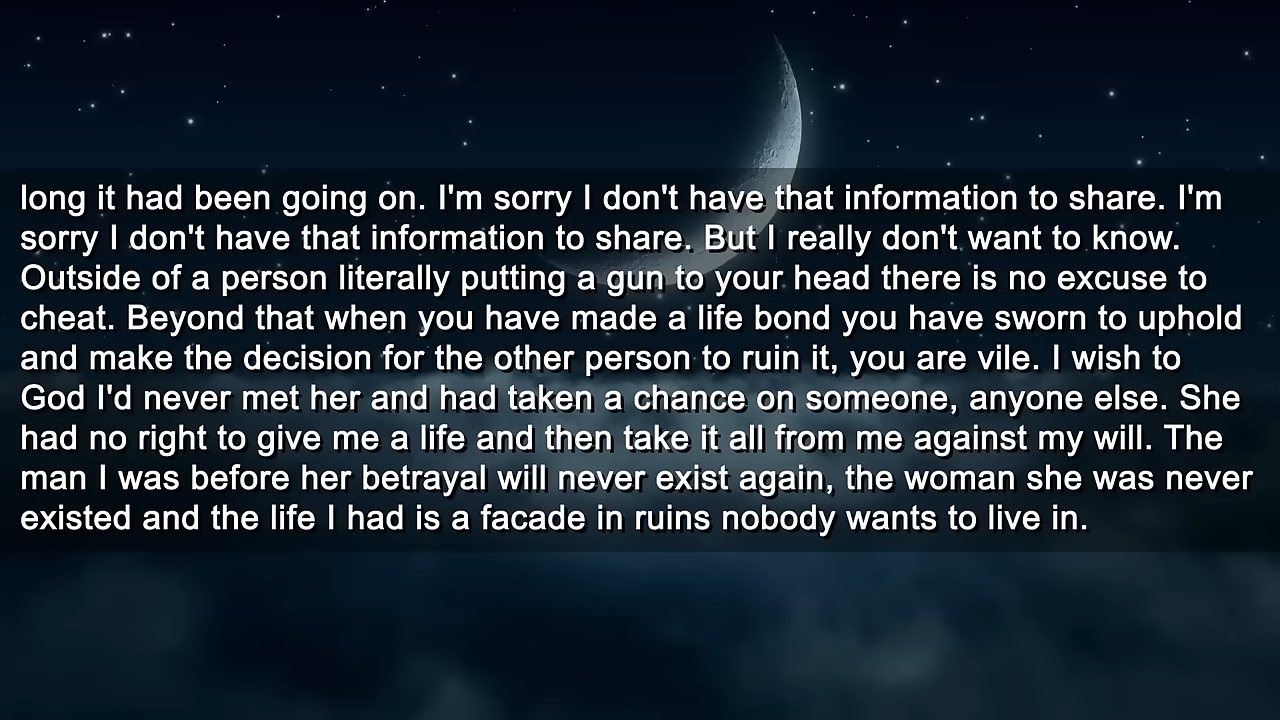 long it had been going on. I'm sorry I don't have that information to share. I'm
sorry I don't have that information to share. But I really don't want to know.
Outside of a person literally putting a gun to your head there is no excuse to
cheat. Beyond that when you have made a life bond you have sworn to uphold
and make the decision for the other person to ruin it, you are vile. I wish to
God I'd never met her and had taken a chance on someone, anyone else. She
had no right to give me a life and then take it all from me against my will. The
man I was before her betrayal will never exist again, the woman she was never
existed and the life I had is a facade in ruins nobody wants to live in.